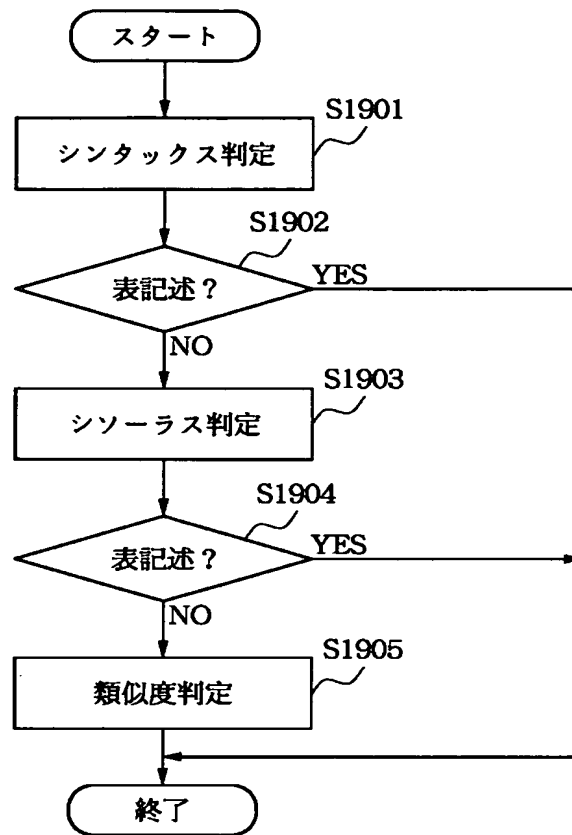 スタート
S1901
シンタックス判定
S1902
表記述?
YES
NO
S1903
シソーラス判定
S1904
表記述?
YES
NO
S1905
類似度判定
終了